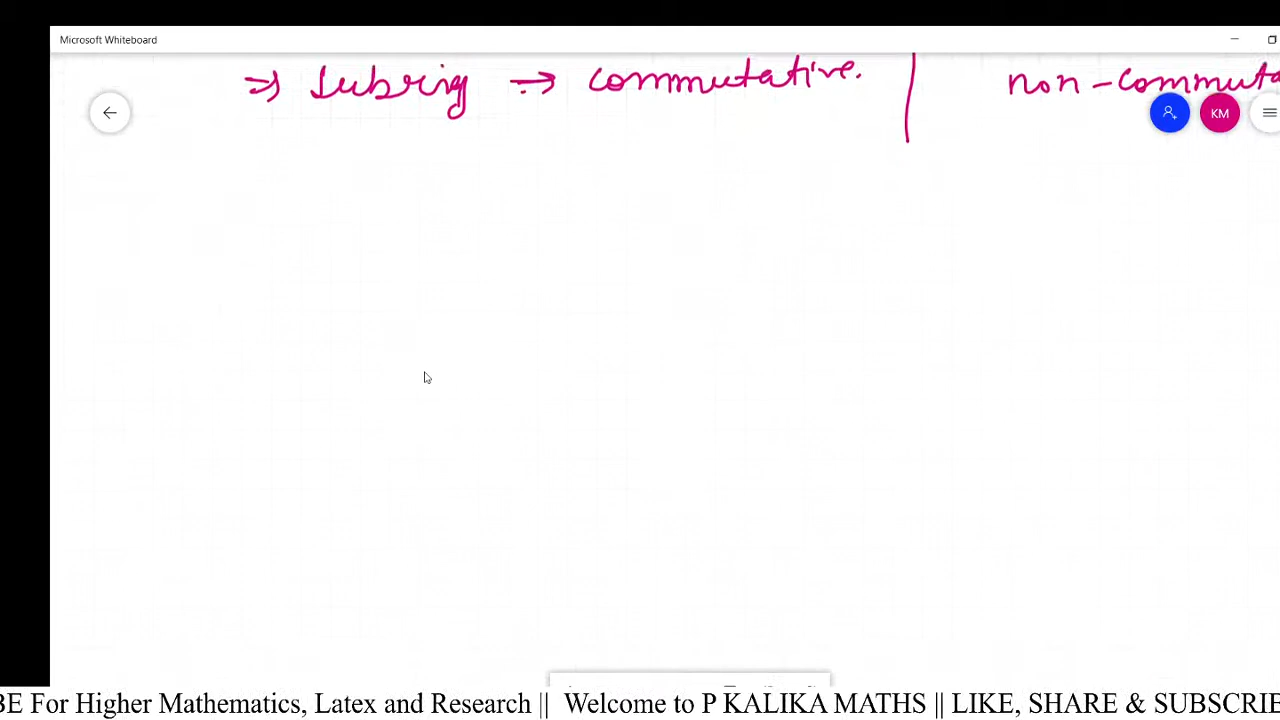 Microsoft Whiteboard
⇒ Subring → commutative. | non-commuta
KM
BE For Higher Mathematics, Latex and Research || Welcome to P KALIKA MATHS || LIKE, SHARE & SUBSCRIE